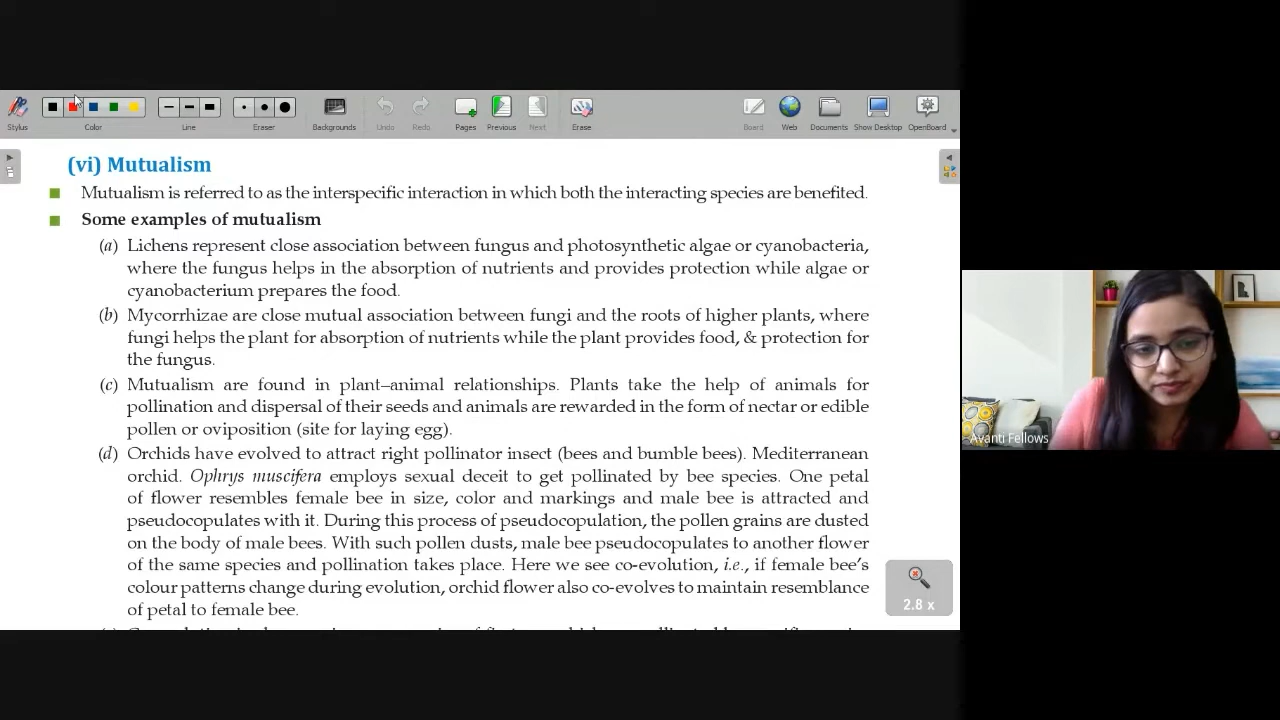 Stylus
Color
Line
Eraser
Backgrounds
Undo
Redo
Pages
Previous
Next
Erase
Board
Web
Documents
Show Desktop
OpenBoard
(vi) Mutualism
Mutualism is referred to as the interspecific interaction in which both the interacting species are benefited.
Some examples of mutualism
(a) Lichens represent close association between fungus and photosynthetic algae or cyanobacteria,
where the fungus helps in the absorption of nutrients and provides protection while algae or
cyanobacterium prepares the food.
(b) Mycorrhizae are close mutual association between fungi and the roots of higher plants, where
fungi helps the plant for absorption of nutrients while the plant provides food, & protection for
the fungus.
(c) Mutualism are found in plant–animal relationships. Plants take the help of animals for
pollination and dispersal of their seeds and animals are rewarded in the form of nectar or edible
pollen or oviposition (site for laying egg).
(d) Orchids have evolved to attract right pollinator insect (bees and bumble bees). Mediterranean
orchid. Ophrys muscifera employs sexual deceit to get pollinated by bee species. One petal
of flower resembles female bee in size, color and markings and male bee is attracted and
pseudocopulates with it. During this process of pseudocopulation, the pollen grains are dusted
on the body of male bees. With such pollen dusts, male bee pseudocopulates to another flower
of the same species and pollination takes place. Here we see co-evolution, i.e., if female bee's
colour patterns change during evolution, orchid flower also co-evolves to maintain resemblance
of petal to female bee.
2.8 x
Avanti Fellows